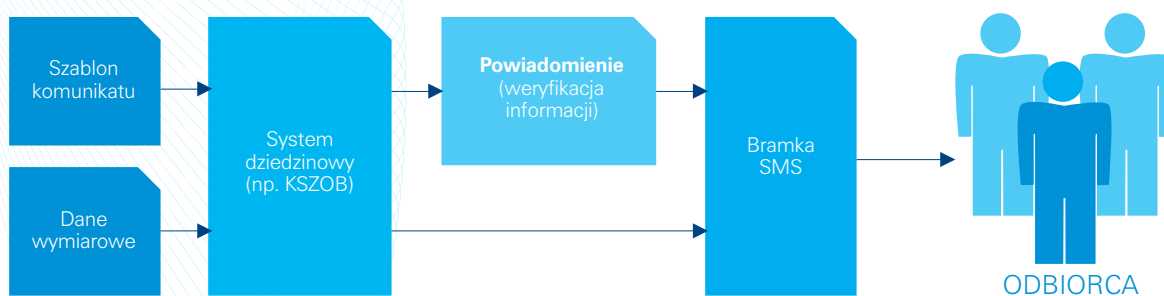 Szablon
komunikatu
Dane
wymiarowe
System
dziedzinowy
(np. KSZOB)
Powiadomienie
(weryfikacja
informacji)
Bramka
SMS
ODBIORCA